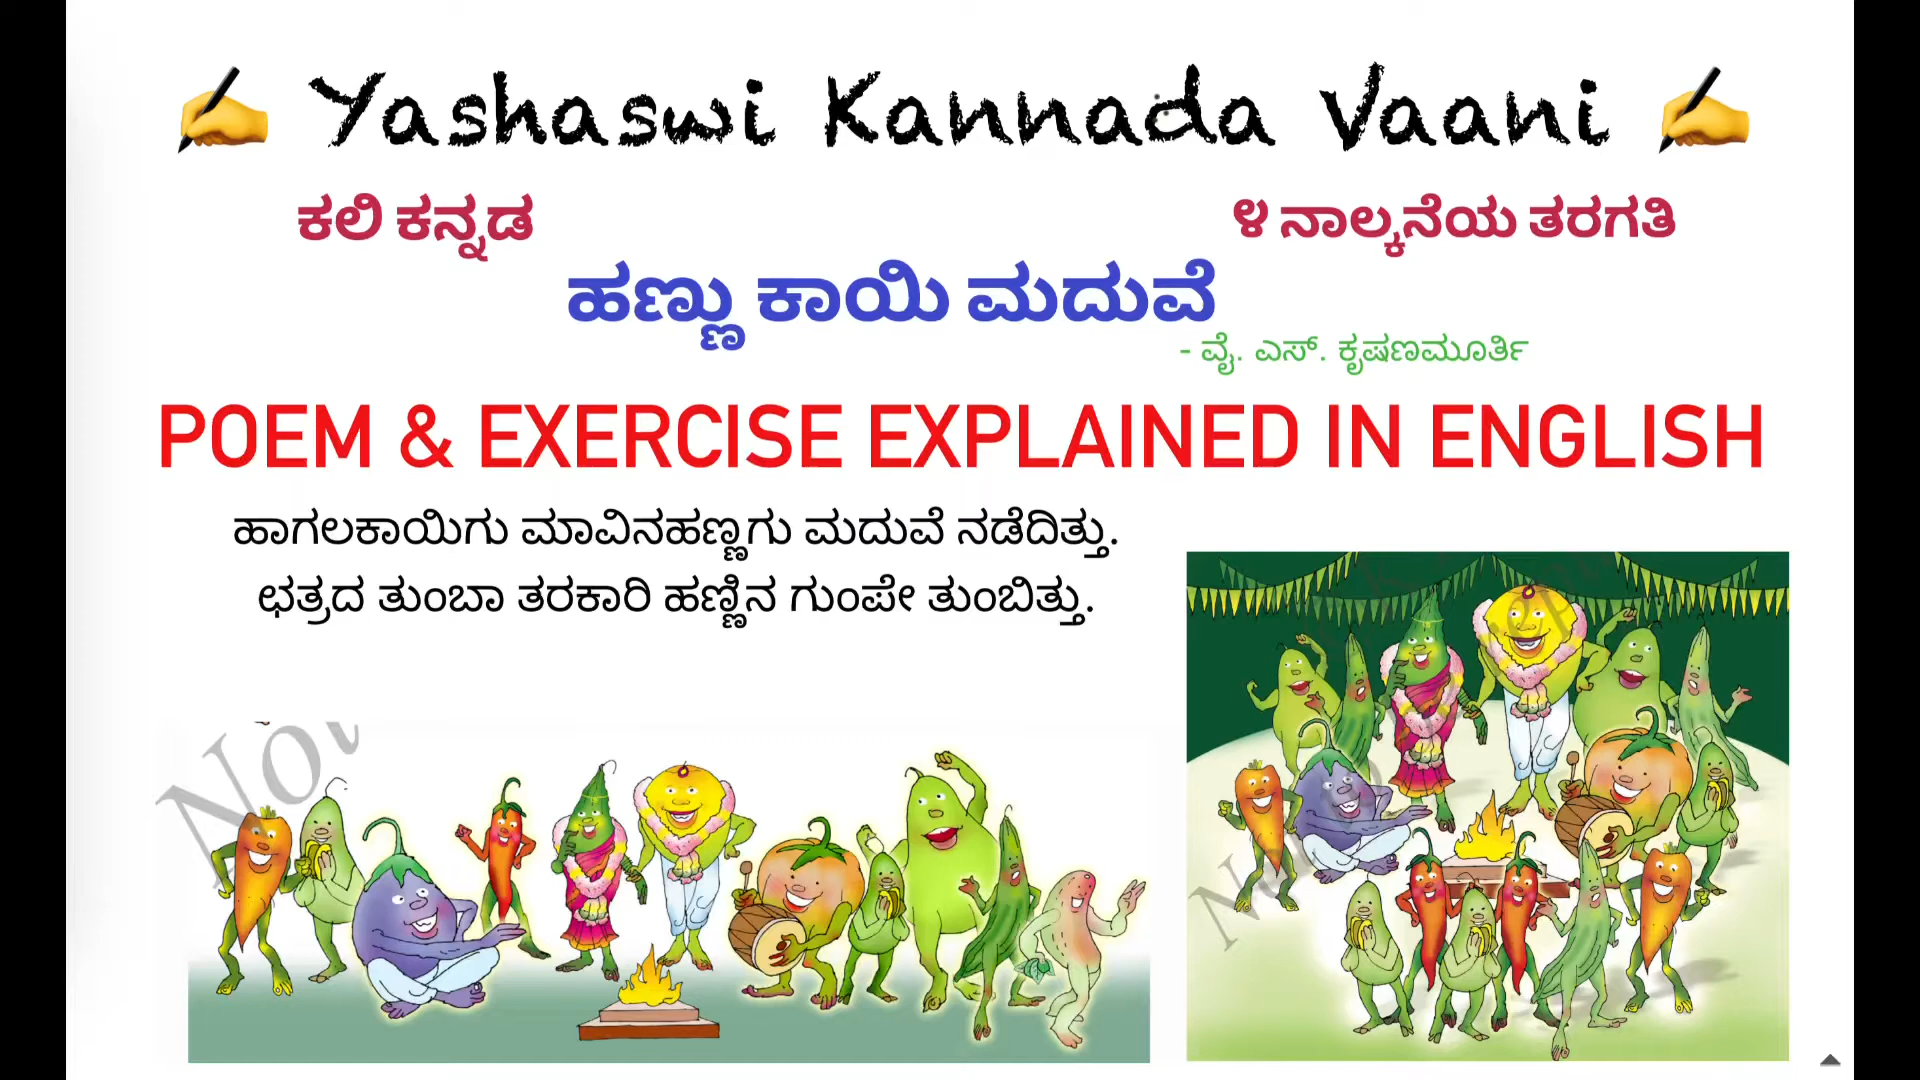 Yashaswi Kannada Vaani
ಕಲಿ ಕನ್ನಡ
೪ ನಾಲ್ಕನೆಯ ತರಗತಿ
ಹಣ್ಣು ಕಾಯಿ ಮದುವೆ
- ವೈ. ಎಸ್. ಕೃಷಣಮೂರ್ತಿ
POEM & EXERCISE EXPLAINED IN ENGLISH
ಹಾಗಲಕಾಯಿಗು ಮಾವಿನಹಣ್ಣಗು ಮದುವೆ ನಡೆದಿತ್ತು.
ಛತ್ರದ ತುಂಬಾ ತರಕಾರಿ ಹಣ್ಣಿನ ಗುಂಪೇ ತುಂಬಿತ್ತು.